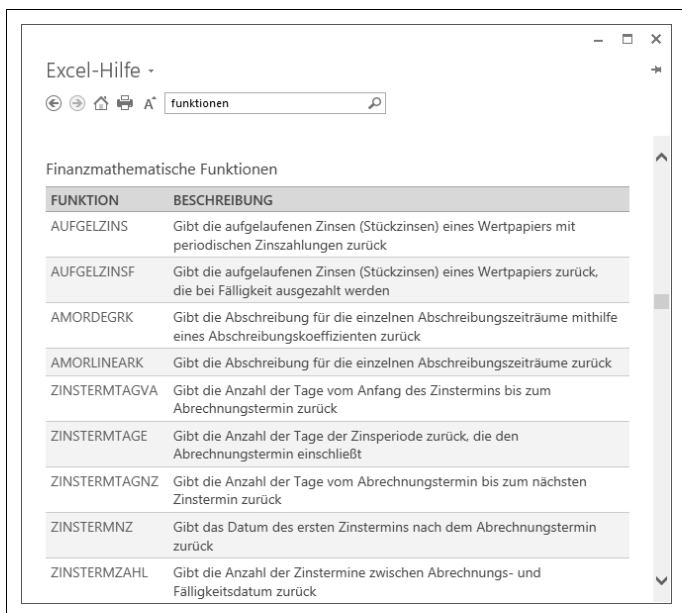 Excel-Hilfe
funktionen
Finanzmathematische Funktionen
FUNKTION BESCHREIBUNG
AUFGELZINS Gibt die aufgelaufenen Zinsen (Stückzinsen) eines Wertpapiers mit
periodischen Zinszahlungen zurück
AUFGELZINSF Gibt die aufgelaufenen Zinsen (Stückzinsen) eines Wertpapiers zurück,
die bei Fälligkeit ausgezahlt werden
AMORDEGRK Gibt die Abschreibung für die einzelnen Abschreibungszeiträume mithilfe
eines Abschreibungskoeffizienten zurück
AMORLINEARK Gibt die Abschreibung für die einzelnen Abschreibungszeiträume zurück
ZINSTERMTAGVA Gibt die Anzahl der Tage vom Anfang des Zinstermins bis zum
Abrechnungstermin zurück
ZINSTERMTAGE Gibt die Anzahl der Tage der Zinsperiode zurück, die den
Abrechnungstermin einschließt
ZINSTERMTAGNZ Gibt die Anzahl der Tage vom Abrechnungstermin bis zum nächsten
Zinstermin zurück
ZINSTERMNZ Gibt das Datum des ersten Zinstermins nach dem Abrechnungstermin
zurück
ZINSTERMZAHL Gibt die Anzahl der Zinstermine zwischen Abrechnungs- und
Fälligkeitsdatum zurück